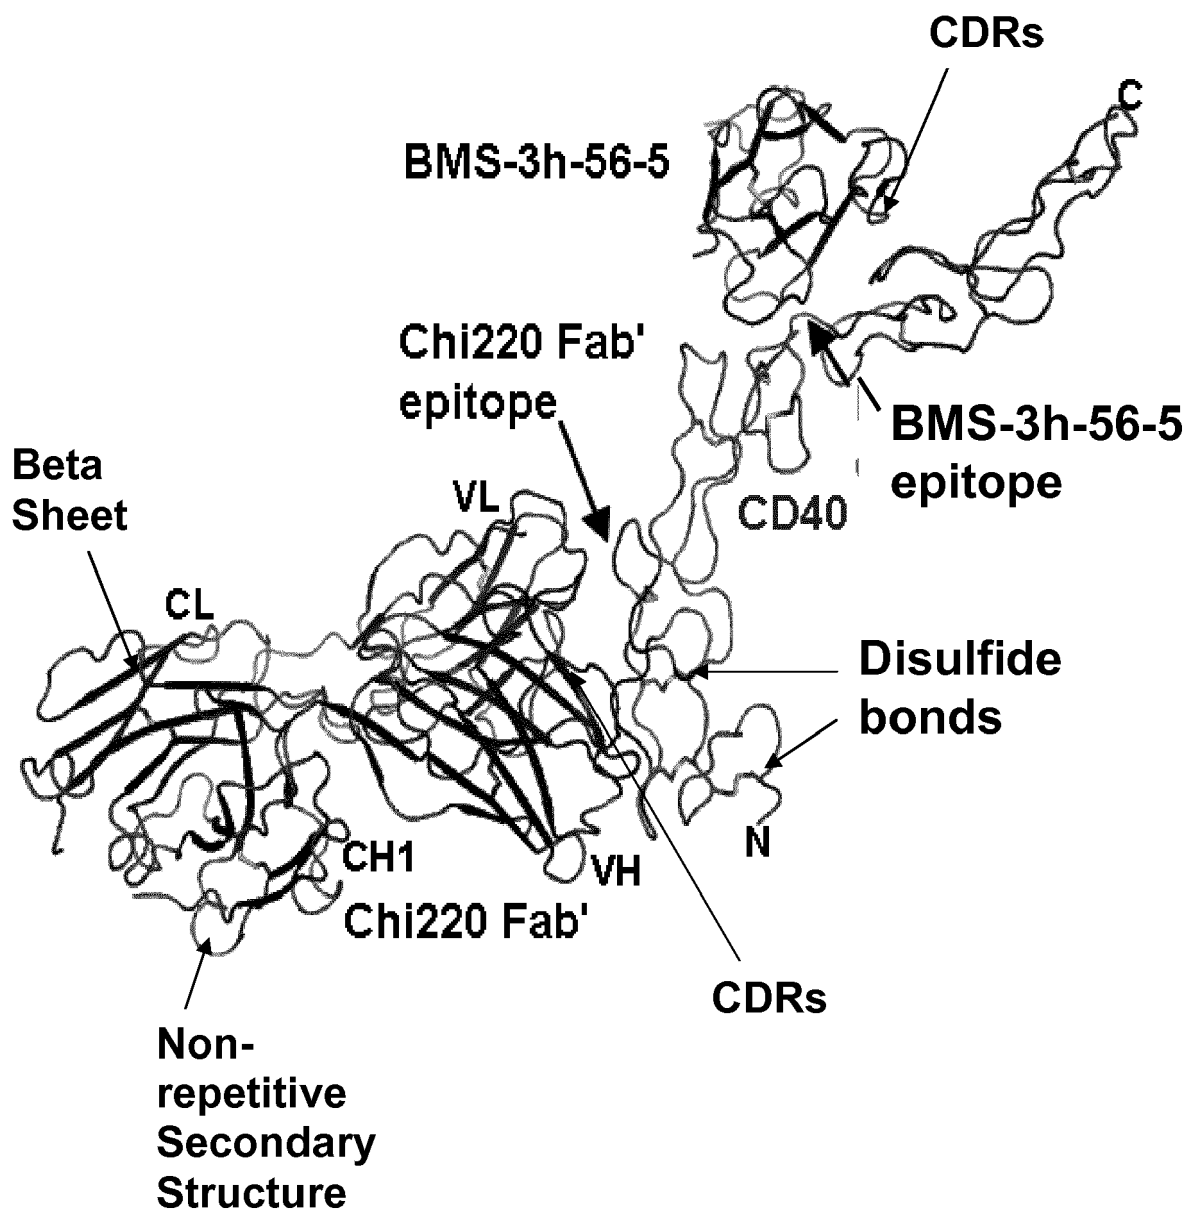 CDRs
C
BMS-3h-56-5
Chi220 Fab'
epitope
BMS-3h-56-5
epitope
Beta
Sheet
VL
CD40
CL
Disulfide
bonds
N
CH1
VH
Chi220 Fab'
CDRs
Non-
repetitive
Secondary
Structure